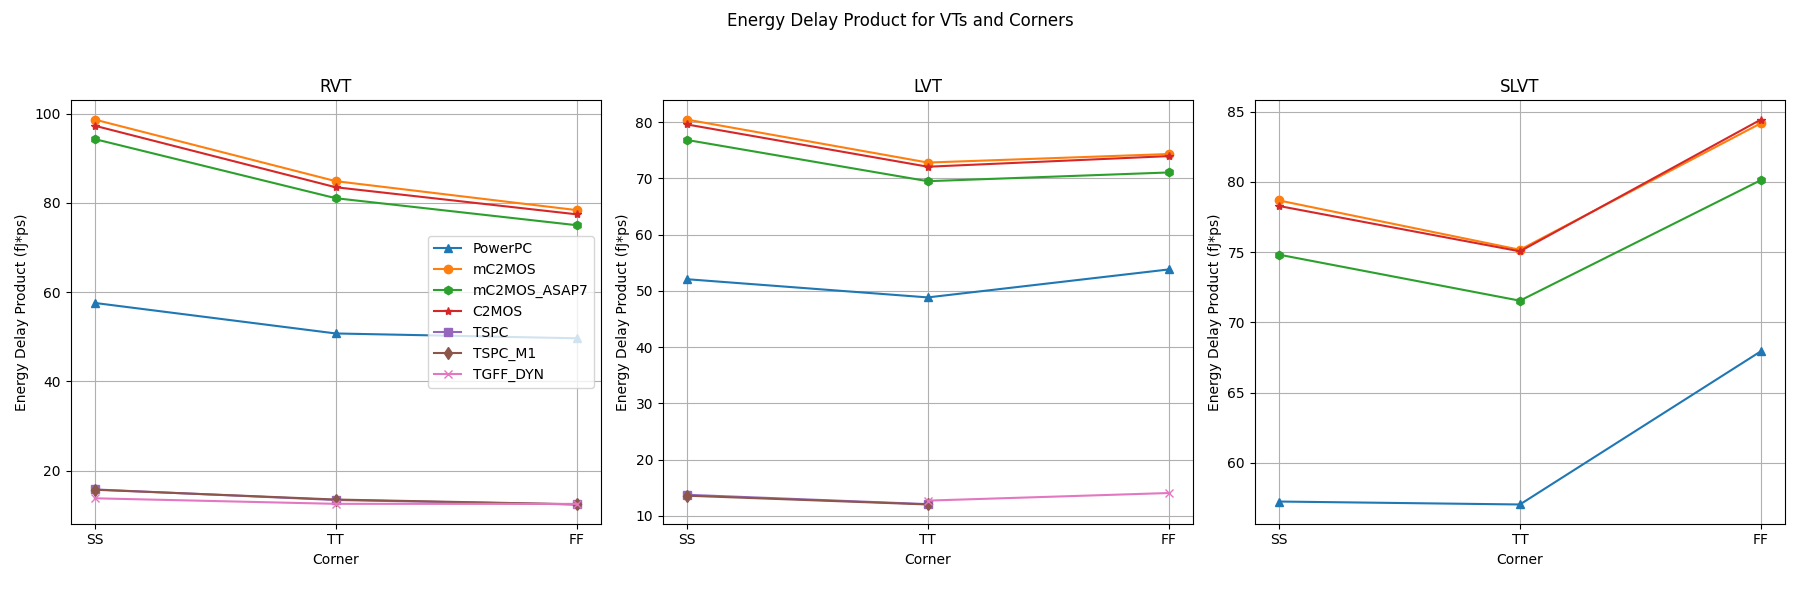 Energy Delay Product for VTs and Corners
RVT
Energy Delay Product (fJ*ps)
100
80
60
40
20
SS
TT
FF
Corner
PowerPC
mC2MOS
mC2MOS_ASAP7
C2MOS
TSPC
TSPC_M1
TGFF_DYN
LVT
Energy Delay Product (fJ*ps)
80
70
60
50
40
30
20
10
SS
TT
FF
Corner
SLVT
Energy Delay Product (fJ*ps)
85
80
75
70
65
60
SS
TT
FF
Corner